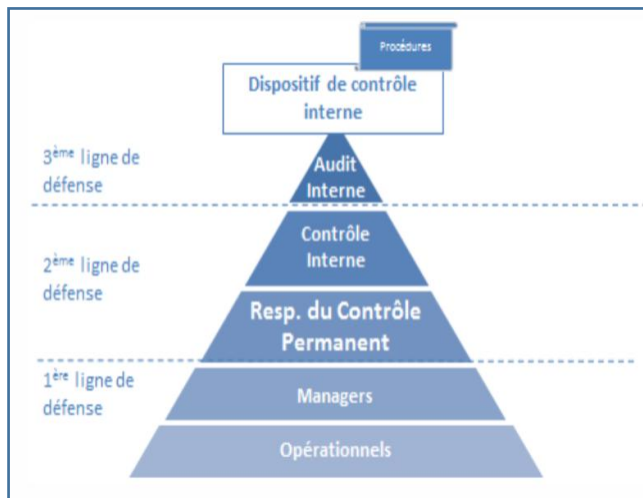 Procédures
Dispositif de contrôle
interne
3ème ligne de
défense
Audit
Interne
2ème ligne de
défense
Contrôle
Interne
Resp. du Contrôle
Permanent
1ère ligne de
défense
Managers
Opérationnels